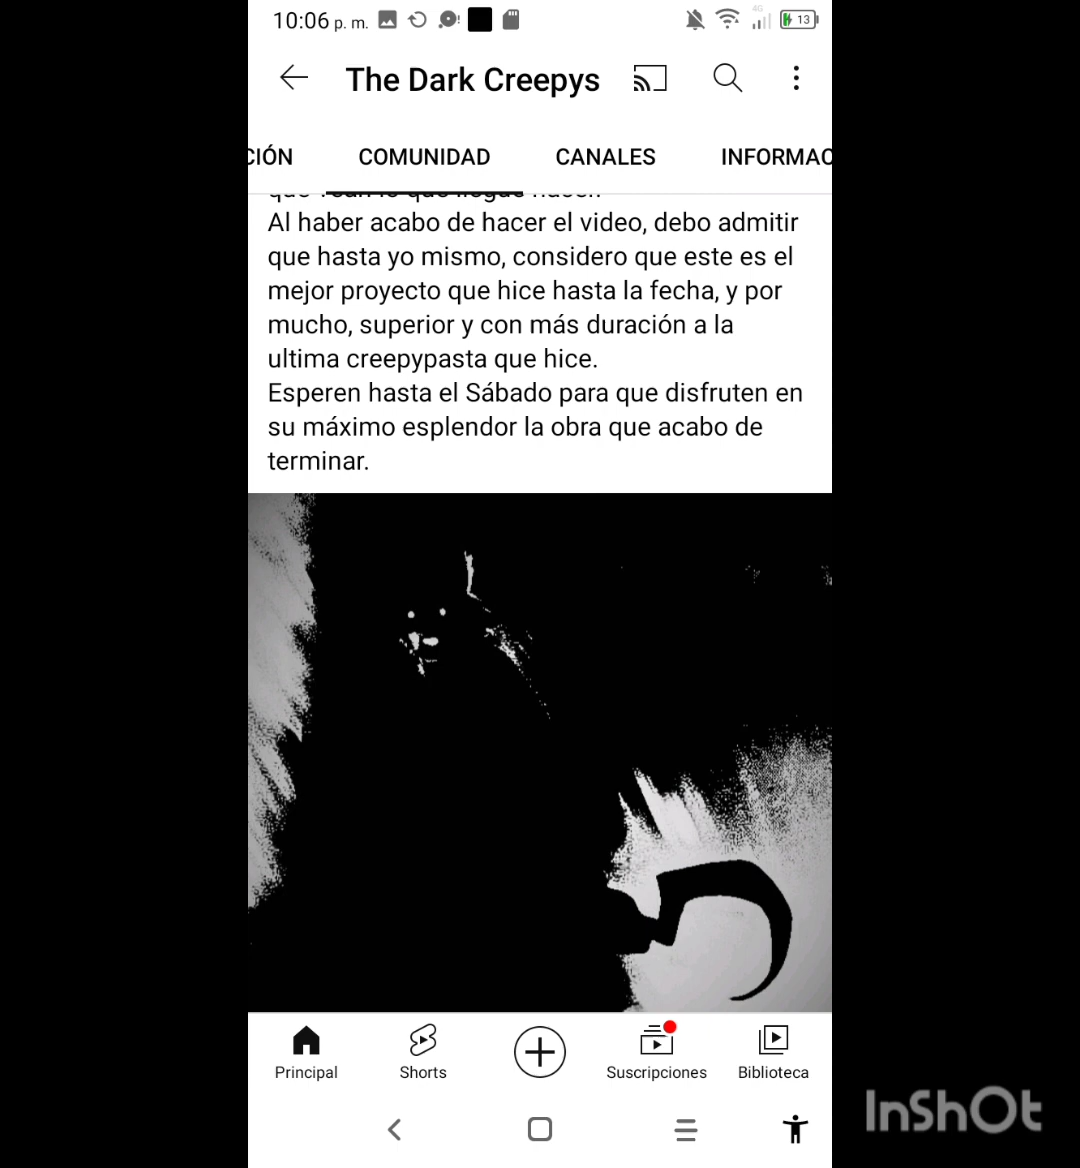 10:06 p. m.
4G
13
The Dark Creepys
CIÓN COMUNIDAD CANALES INFORMAC
Al haber acabo de hacer el video, debo admitir
que hasta yo mismo, considero que este es el
mejor proyecto que hice hasta la fecha, y por
mucho, superior y con más duración a la
ultima creepypasta que hice.
Esperen hasta el Sábado para que disfruten en
su máximo esplendor la obra que acabo de
terminar.
Principal Shorts Suscripciones Biblioteca
InShOt